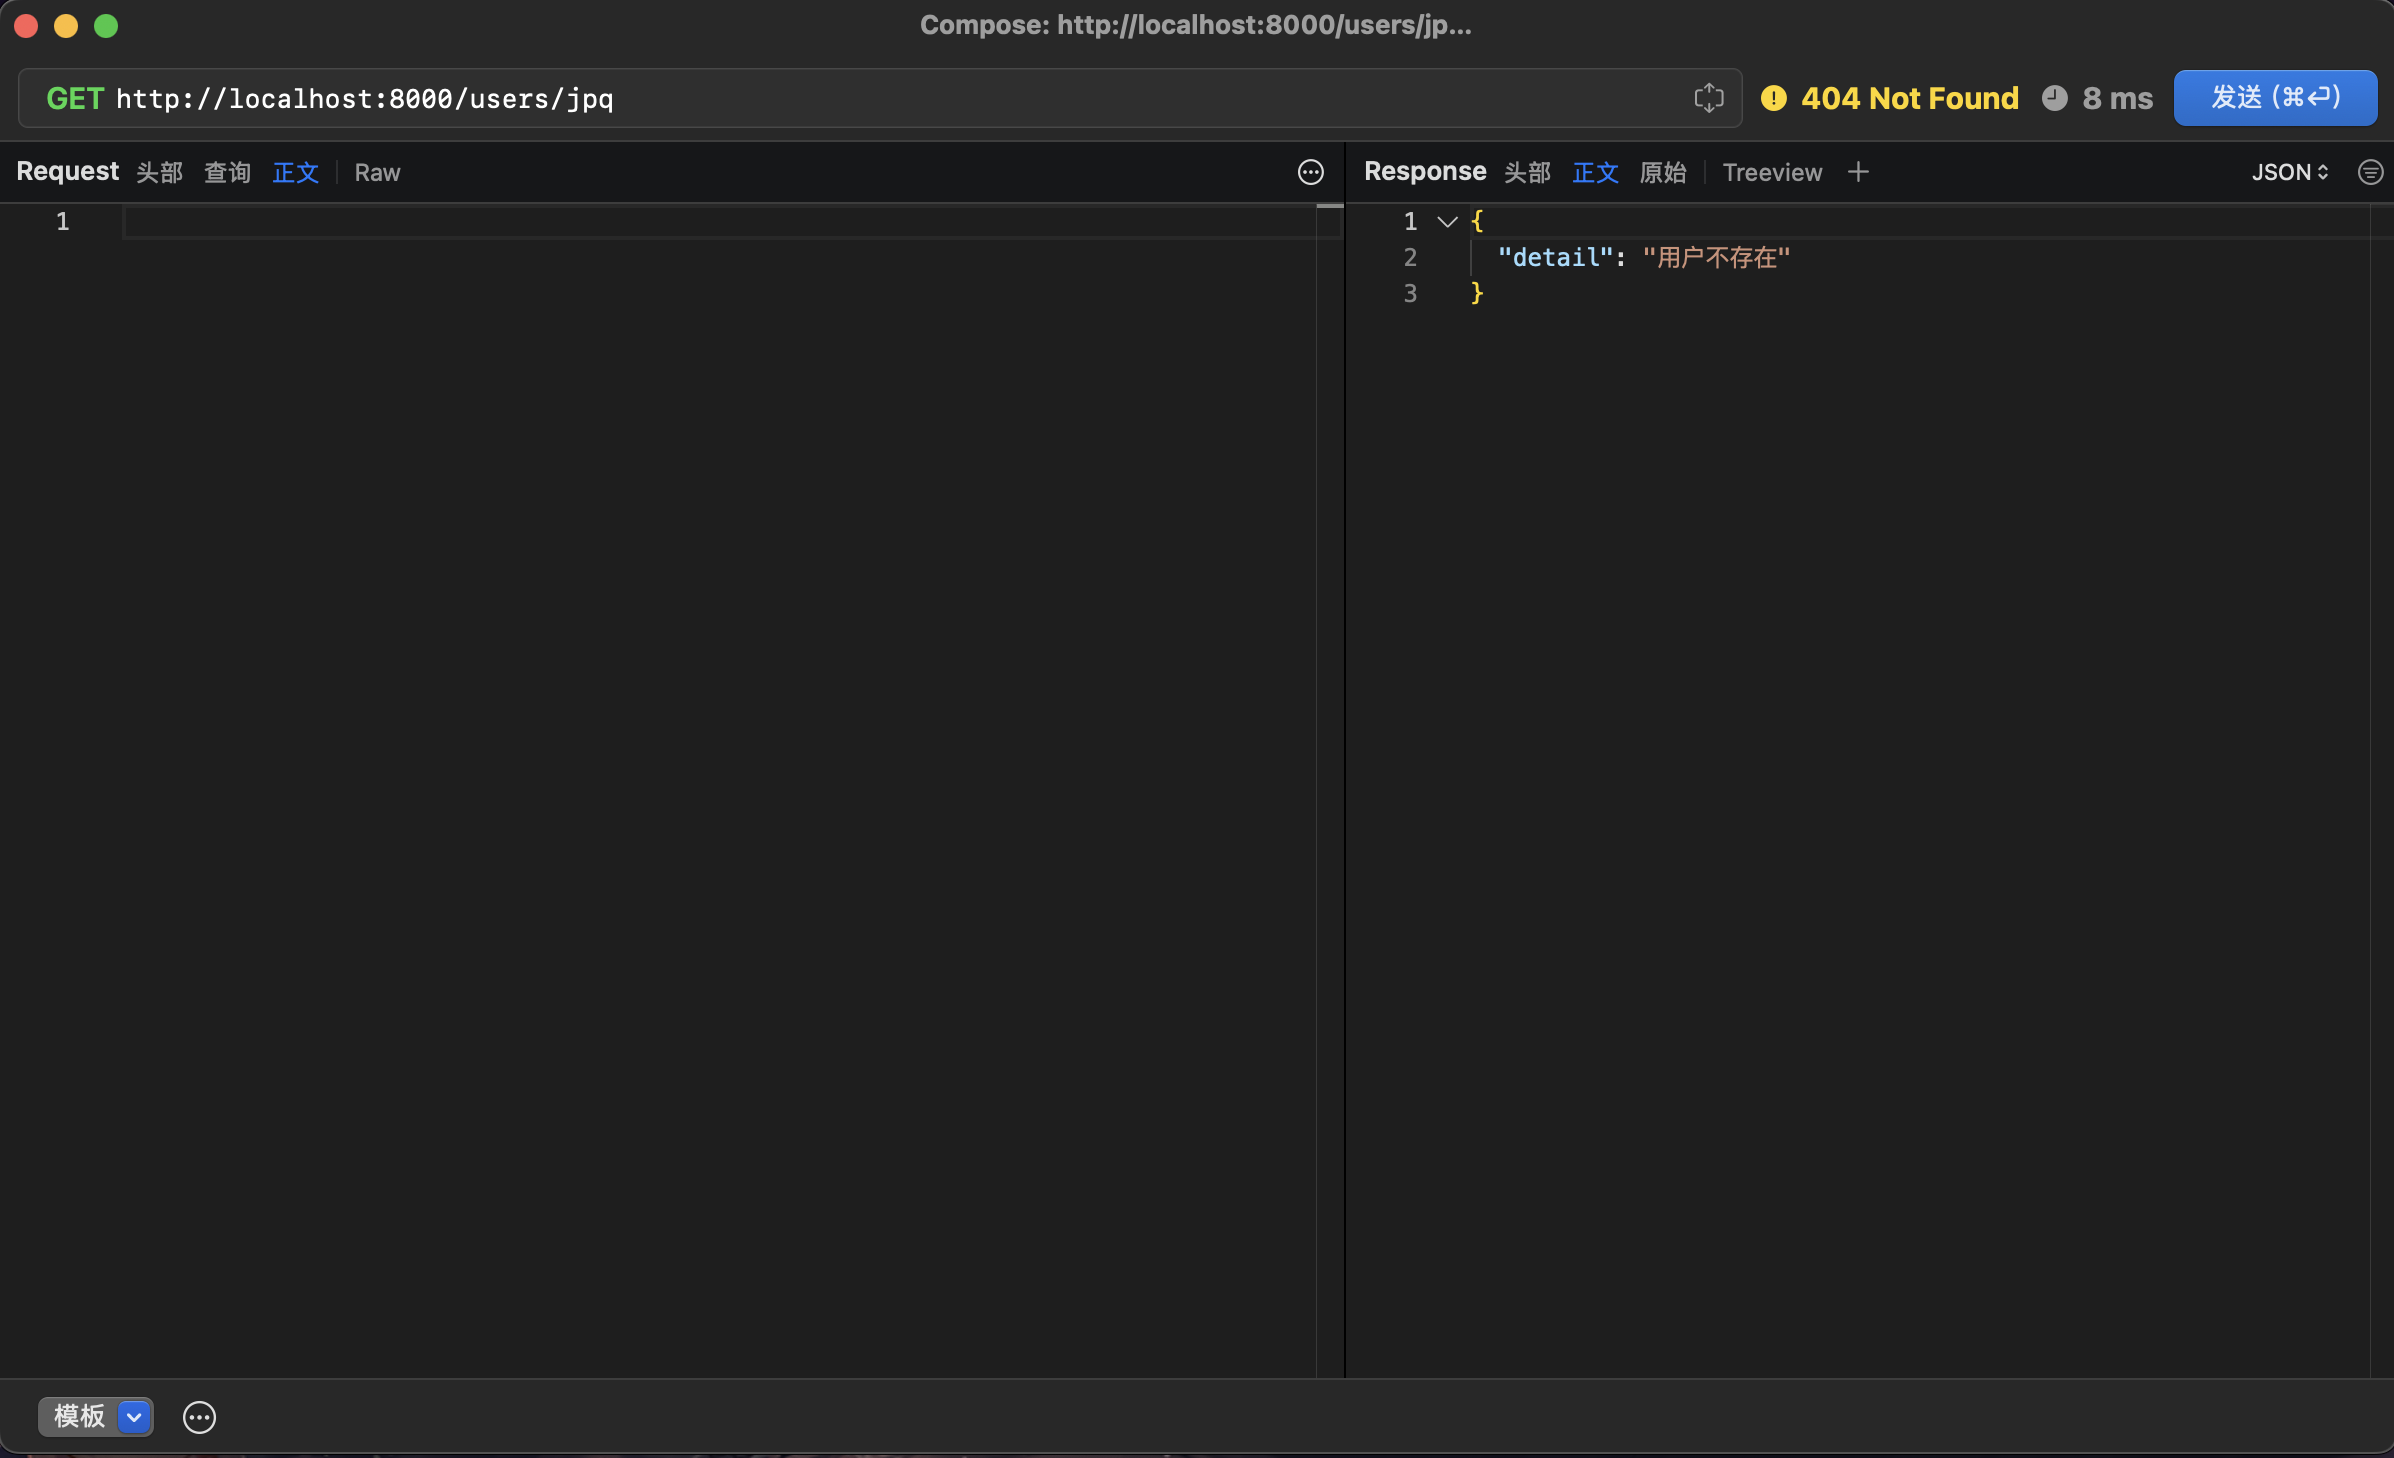 Compose: http://localhost:8000/users/jp...
GET http://localhost:8000/users/jpq
404 Not Found 8 ms 发送 (⌘⏎)
Request 头部 查询 正文 Raw
Response 头部 正文 原始 Treeview + JSON
1
1 {
2 "detail": "用户不存在"
3 }
模板